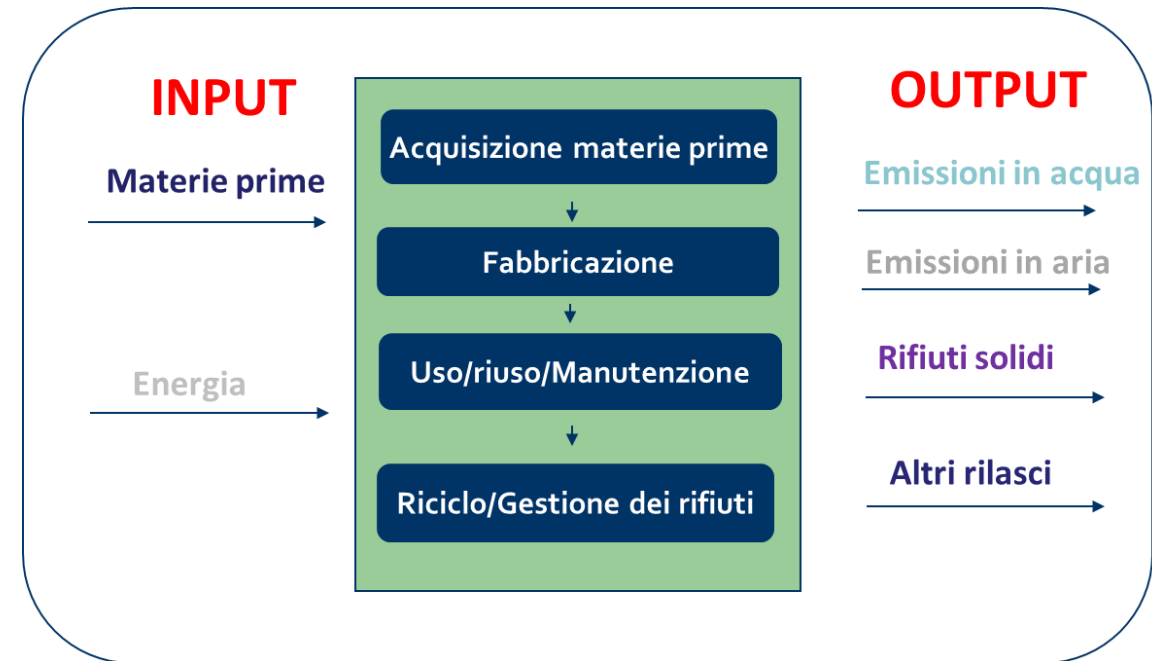 INPUT
Materie prime
Energia
Acquisizione materie prime
Fabbricazione
Uso/riuso/Manutenzione
Riciclo/Gestione dei rifiuti
OUTPUT
Emissioni in acqua
Emissioni in aria
Rifiuti solidi
Altri rilasci